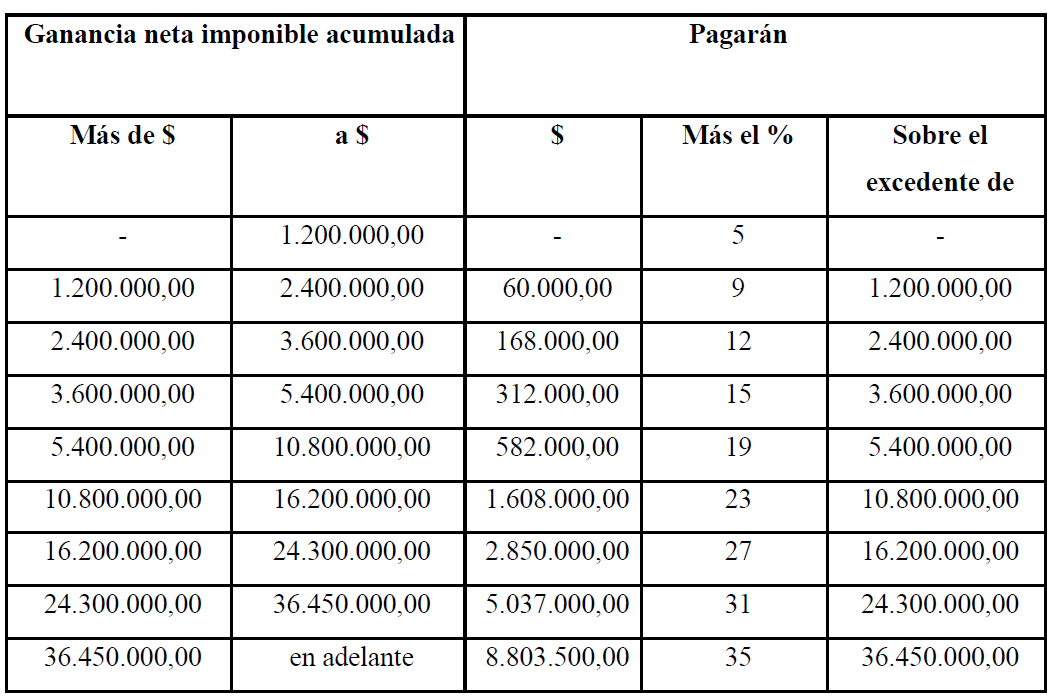 Ganancia neta imponible acumulada Pagarán
Más de $ a $ $ Más el % Sobre el
excedente de
- 1.200.000,00 - 5 -
1.200.000,00 2.400.000,00 60.000,00 9 1.200.000,00
2.400.000,00 3.600.000,00 168.000,00 12 2.400.000,00
3.600.000,00 5.400.000,00 312.000,00 15 3.600.000,00
5.400.000,00 10.800.000,00 582.000,00 19 5.400.000,00
10.800.000,00 16.200.000,00 1.608.000,00 23 10.800.000,00
16.200.000,00 24.300.000,00 2.850.000,00 27 16.200.000,00
24.300.000,00 36.450.000,00 5.037.000,00 31 24.300.000,00
36.450.000,00 en adelante 8.803.500,00 35 36.450.000,00